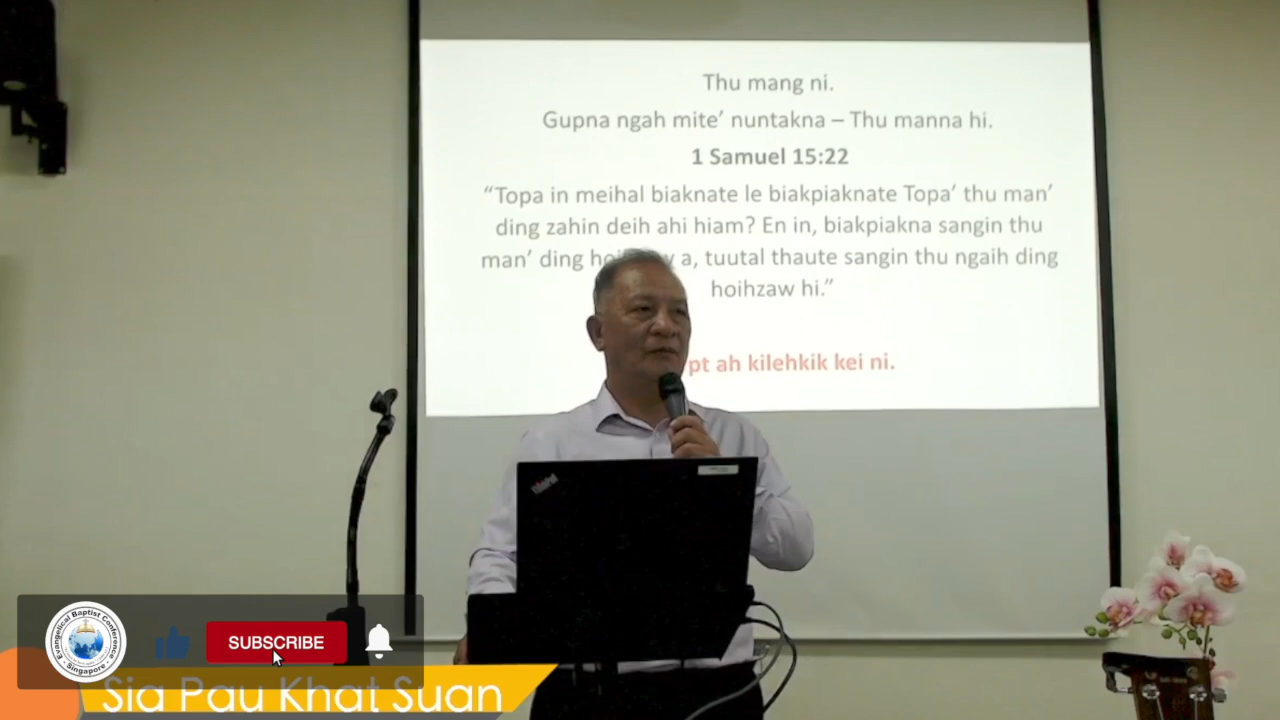 Thu mang ni.
Gupna ngah mite’ nuntakna – Thu manna hi.
1 Samuel 15:22
“Topa in meihal biaknate le biakpiaknate Topa’ thu man’
ding zahin deih ahi hiam? En in, biakpiakna sangin thu
man’ ding a, tuutal thaute sangin thu ngaih ding
hoihzaw hi.”
ah kilehkik kei ni.
Evangelical Baptist Conference
Singapore
SUBSCRIBE
Sia Pau Khat Suan